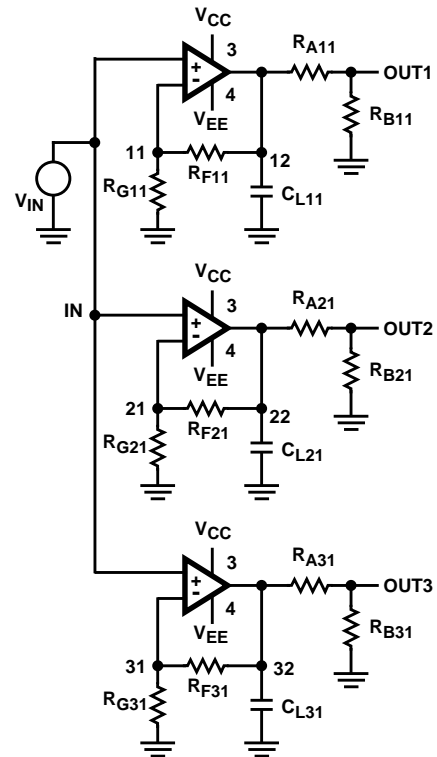 VCC
3
+
-
4
VEE
RA11
OUT1
RB11
11
12
RF11
RG11
CL11
VIN
VCC
3
IN
+
-
4
VEE
RA21
OUT2
RB21
21
22
RF21
RG21
CL21
VCC
3
+
-
4
VEE
RA31
OUT3
RB31
31
32
RF31
RG31
CL31